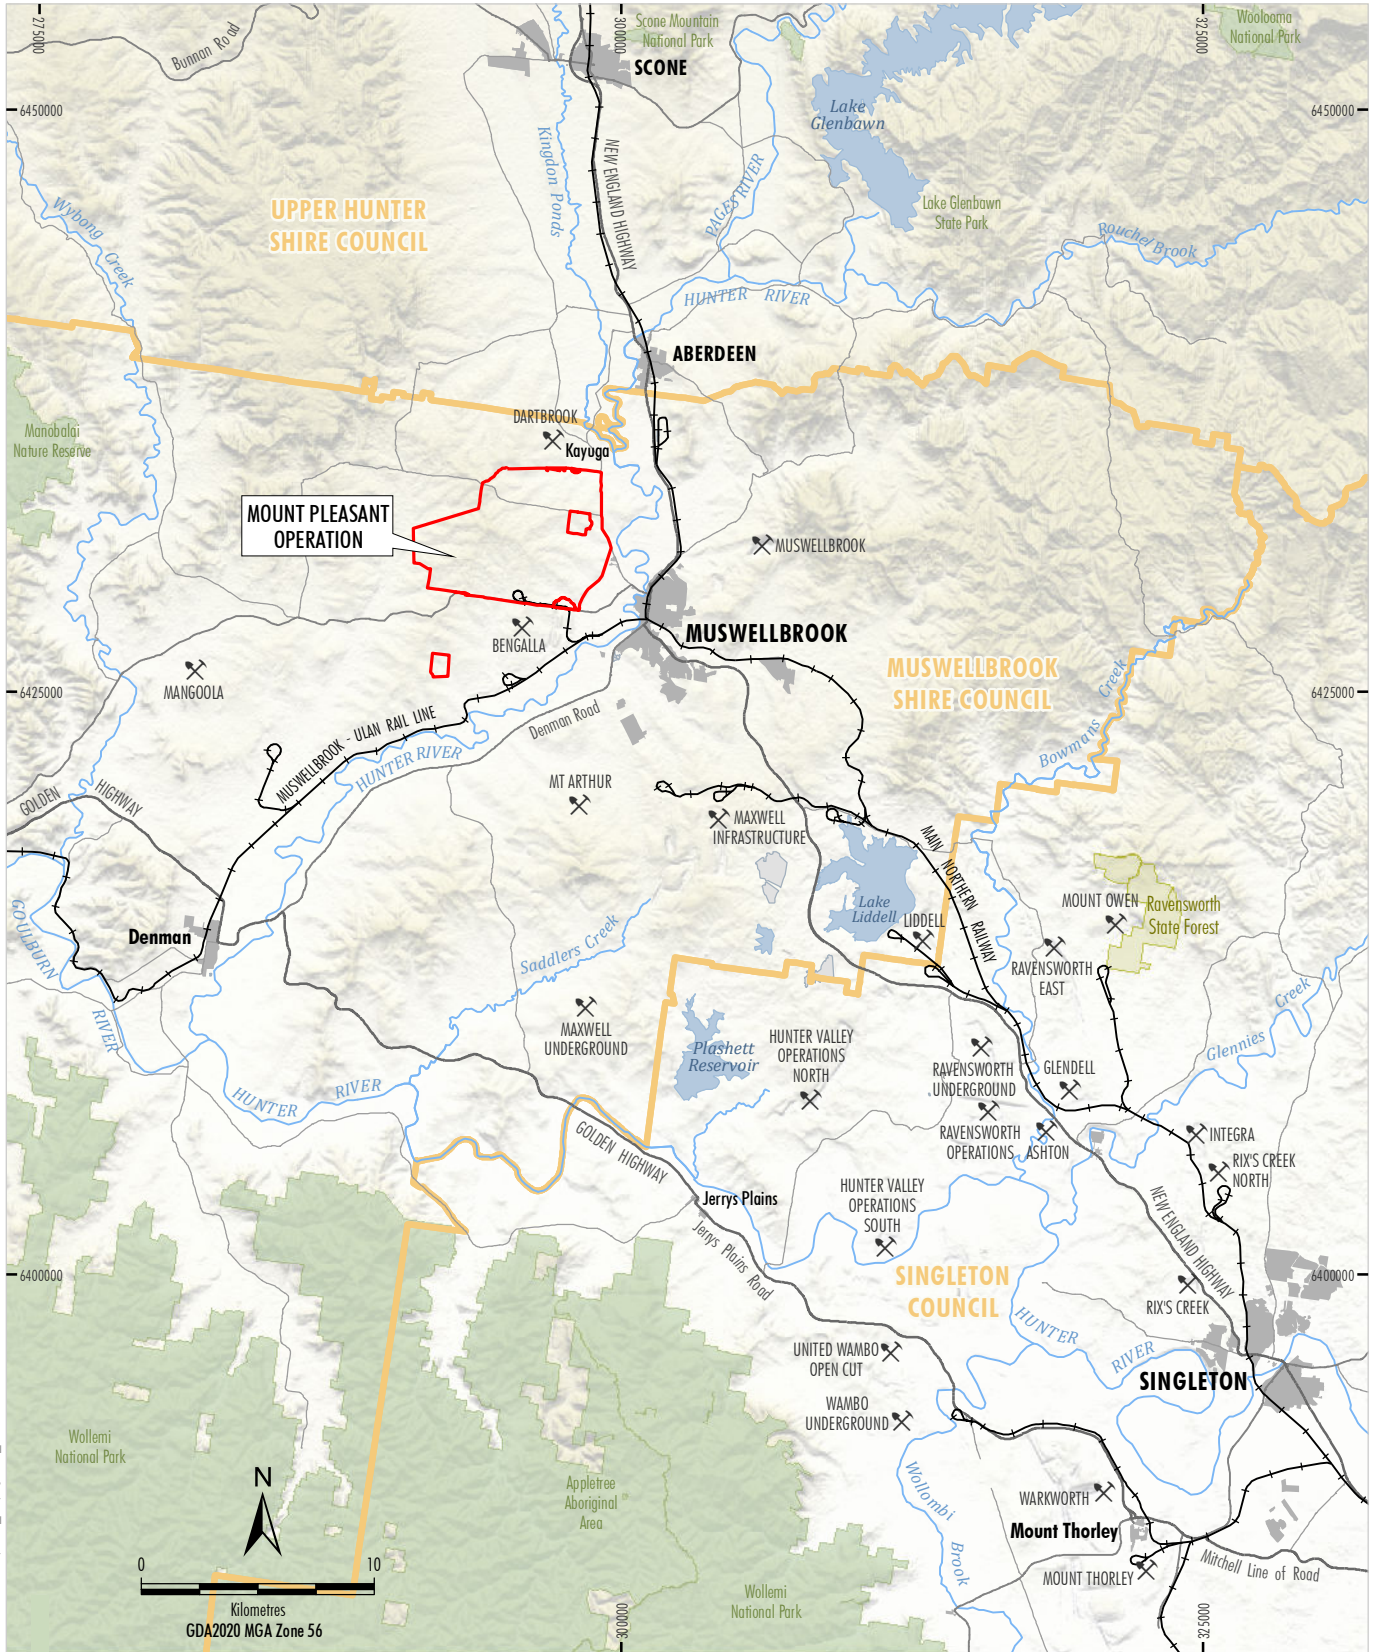 275000
300000
325000
Bunnan Road
Scone Mountain
National Park
Woolooma
National Park
SCONE
6450000
6450000
Lake
Glenbawn
Kingdon Ponds
NEW ENGLAND HIGHWAY
PAGES RIVER
Lake Glenbawn
State Park
Wybong Creek
UPPER HUNTER
SHIRE COUNCIL
Rouchel Brook
HUNTER RIVER
ABERDEEN
DARTBROOK
Kayuga
Manobalai
Nature Reserve
MOUNT PLEASANT
OPERATION
MUSWELLBROOK
BENGALLA
MUSWELLBROOK
MANGOOLA
MUSWELLBROOK
SHIRE COUNCIL
6425000
6425000
Bowmans Creek
MUSWELLBROOK - ULAN RAIL LINE
Denman Road
HUNTER RIVER
GOLDEN HIGHWAY
MT ARTHUR
MAXWELL
INFRASTRUCTURE
MAIN NORTHERN RAILWAY
Lake
Liddell
LIDDELL
MOUNT OWEN
Ravensworth
State Forest
GOULBURN RIVER
Denman
Saddlers Creek
RAVENSWORTH
EAST
MAXWELL
UNDERGROUND
Plashett
Reservoir
HUNTER VALLEY
OPERATIONS
NORTH
Glennies Creek
RAVENSWORTH
UNDERGROUND
GLENDELL
HUNTER RIVER
RAVENSWORTH
OPERATIONS
ASHTON
INTEGRA
GOLDEN HIGHWAY
RIX'S CREEK
NORTH
Jerrys Plains
HUNTER VALLEY
OPERATIONS
SOUTH
NEW ENGLAND HIGHWAY
Jerrys Plains Road
6400000
6400000
SINGLETON
COUNCIL
RIX'S CREEK
HUNTER RIVER
UNITED WAMBO
OPEN CUT
SINGLETON
WAMBO
UNDERGROUND
Wollemi
National Park
Wollombi Brook
Appletree
Aboriginal
Area
N
WARKWORTH
Mount Thorley
Mitchell Line of Road
MOUNT THORLEY
0
10
Kilometres
GDA2020 MGA Zone 56
Wollemi
National Park
300000
325000